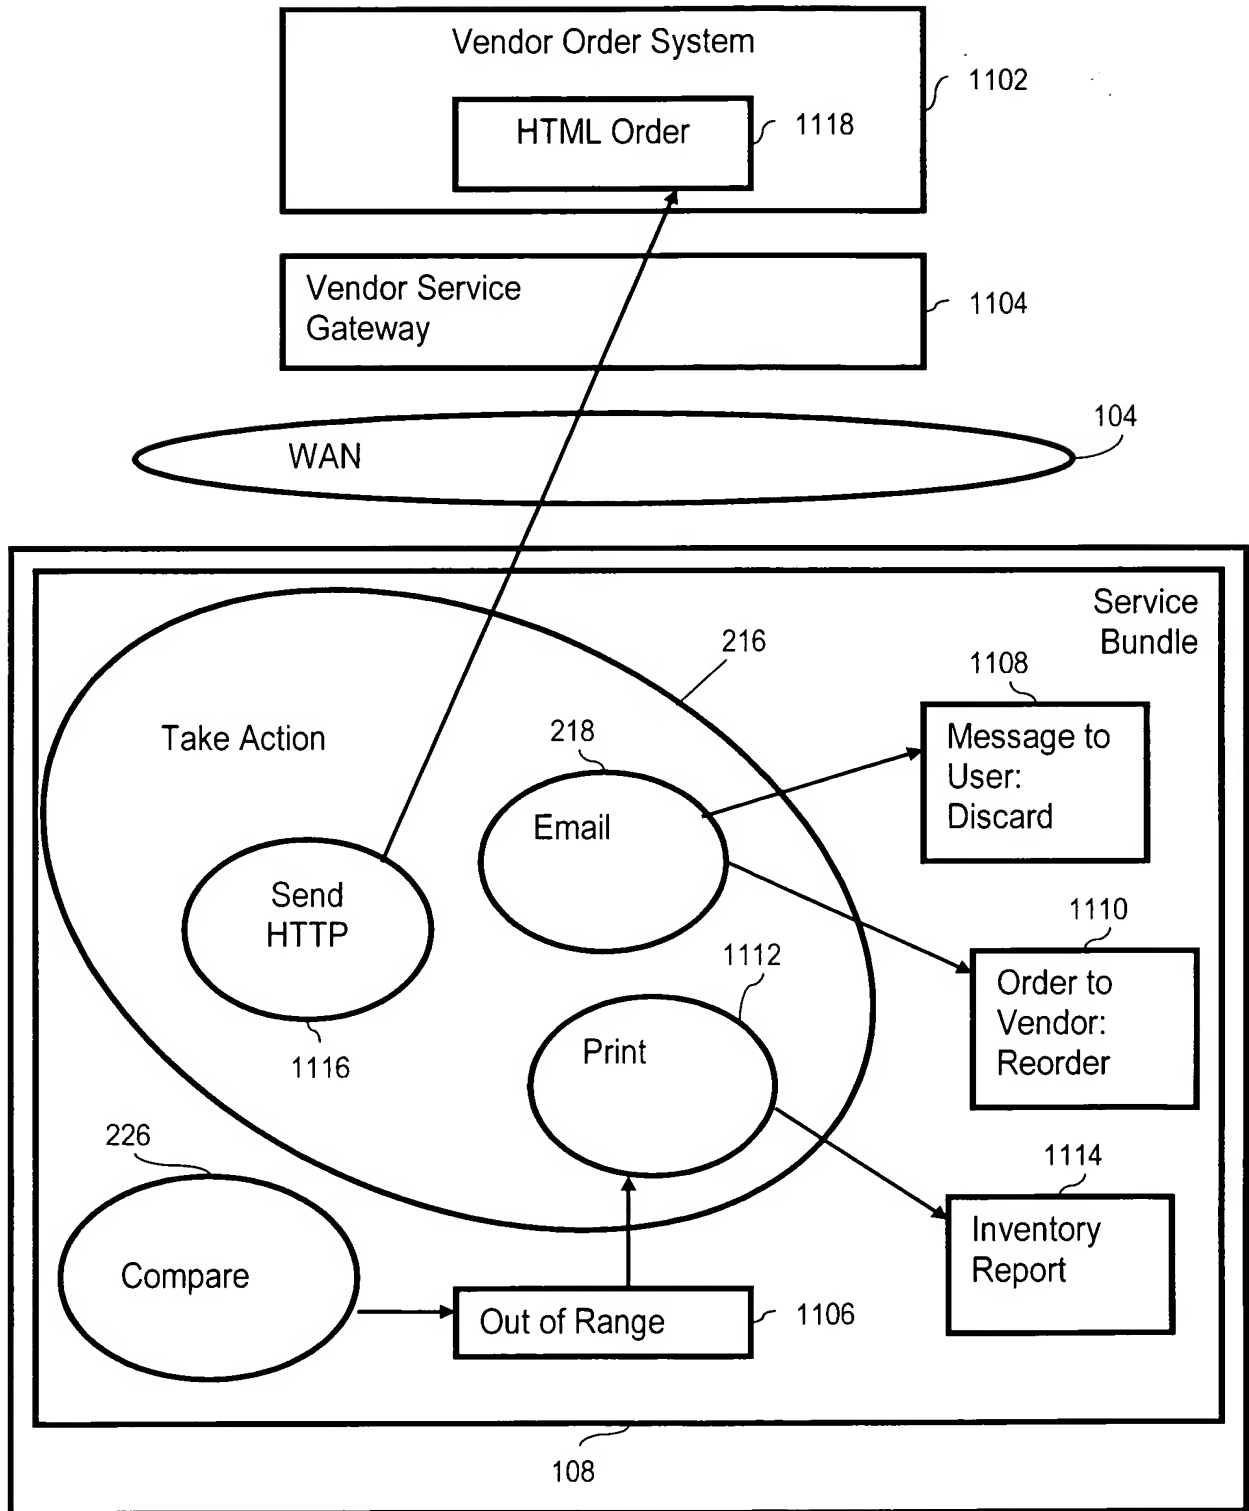 Vendor Order System
1102
HTML Order
1118
Vendor Service
Gateway
1104
104
WAN
Service
Bundle
216
1108
218
Take Action
Message to
User:
Discard
Email
Send
HTTP
1110
1112
Order to
Vendor:
Reorder
Print
1116
226
1114
Inventory
Report
Compare
Out of Range
1106
108